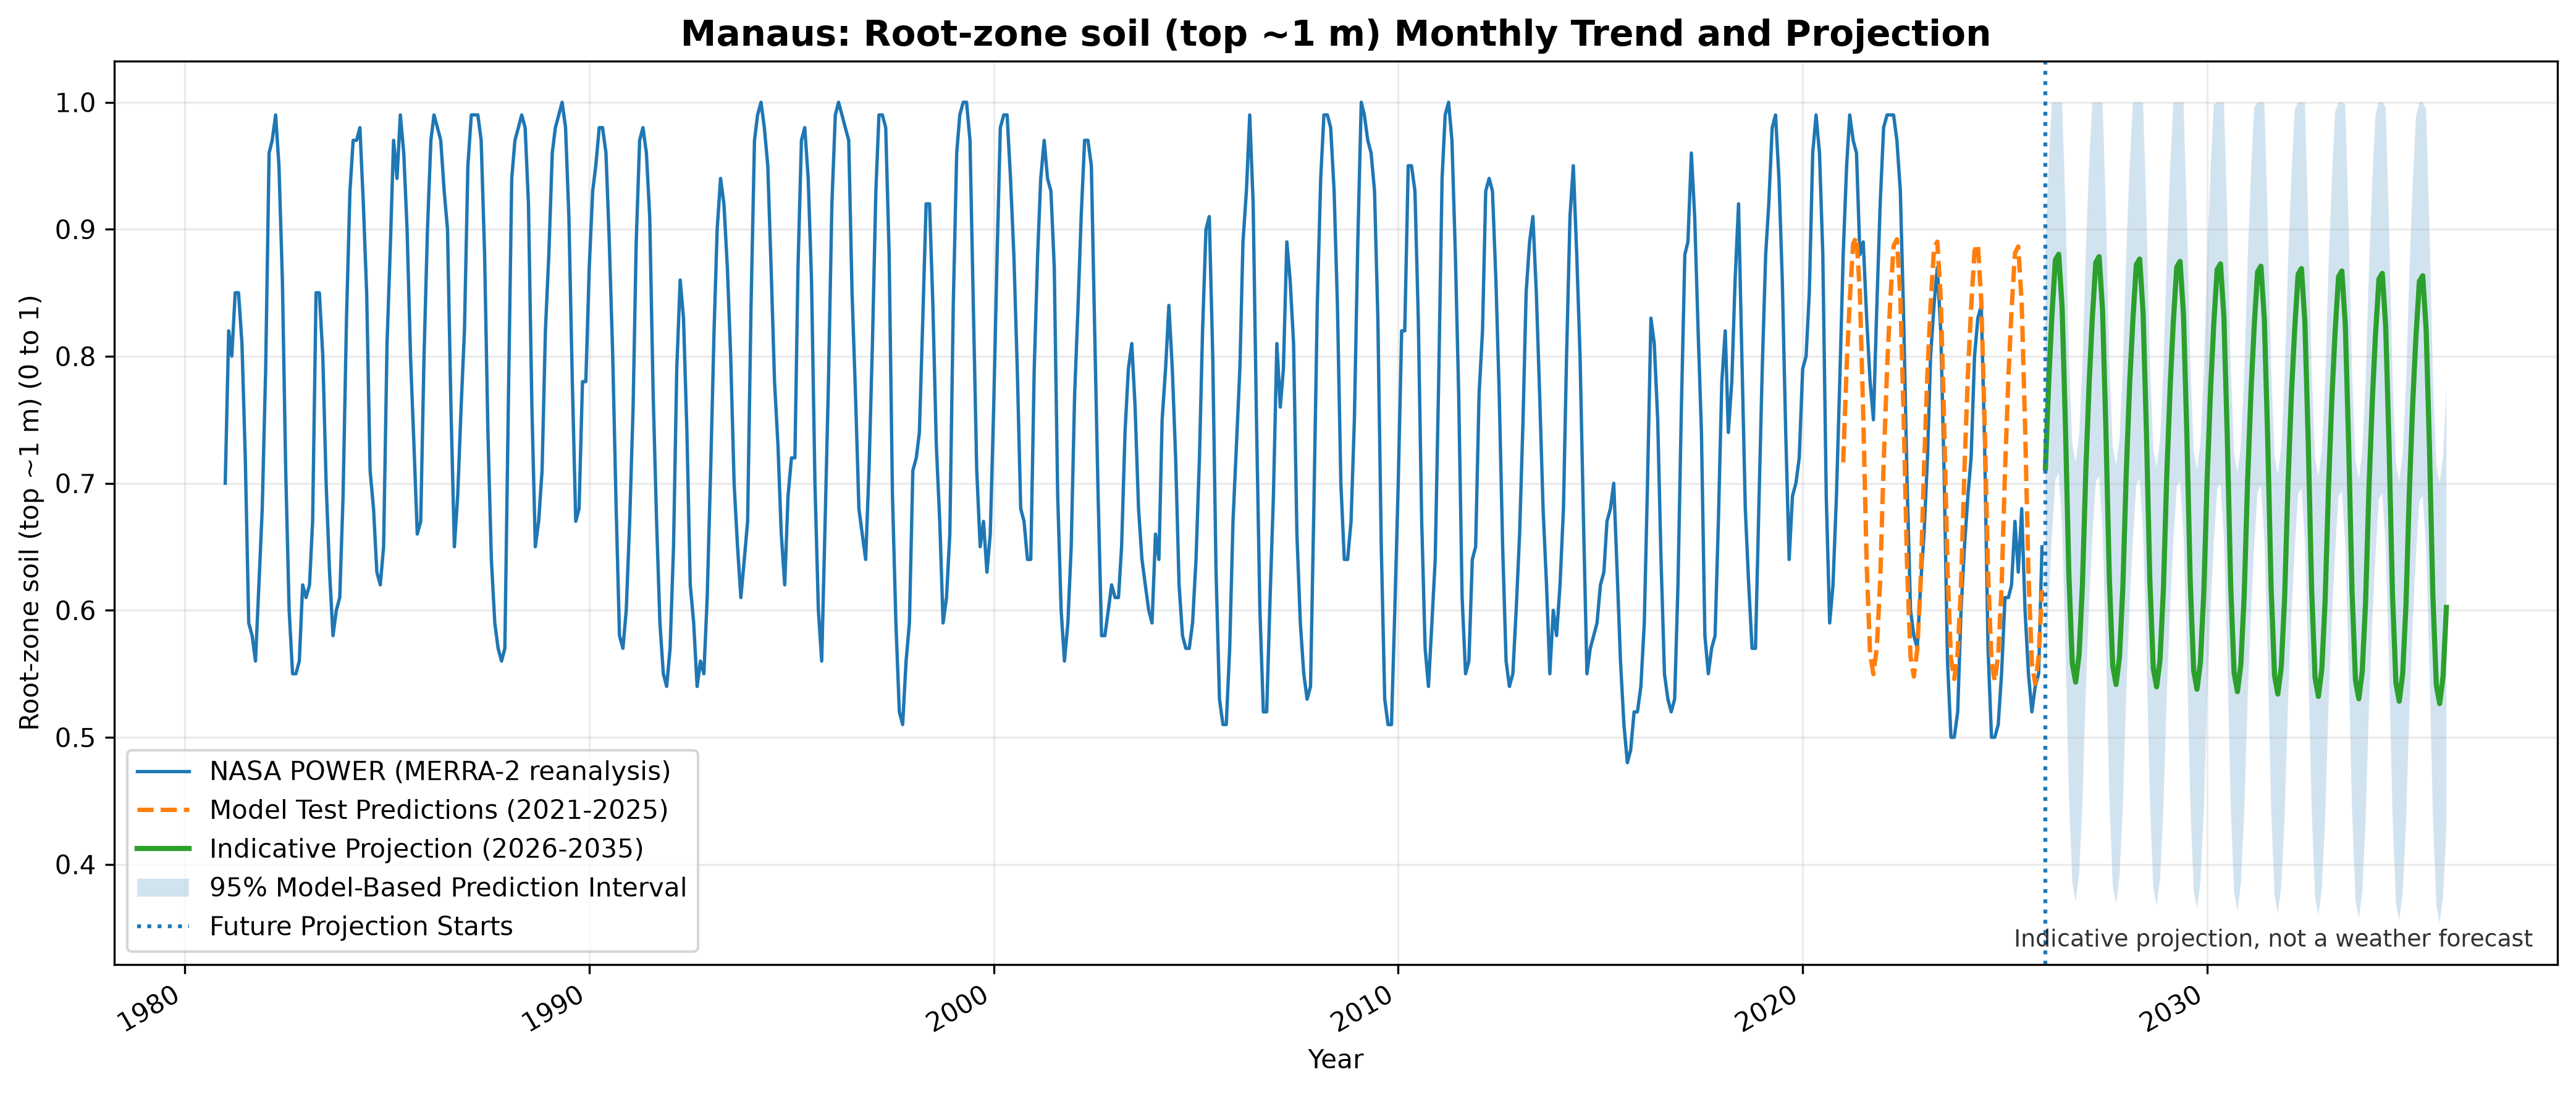 Manaus: Root-zone soil (top ~1 m) Monthly Trend and Projection
Root-zone soil (top ~1 m) (0 to 1)
1.0
0.9
0.8
0.7
0.6
0.5
0.4
NASA POWER (MERRA-2 reanalysis)
Model Test Predictions (2021-2025)
Indicative Projection (2026-2035)
95% Model-Based Prediction Interval
Future Projection Starts
Indicative projection, not a weather forecast
1980
1990
2000
2010
2020
2030
Year